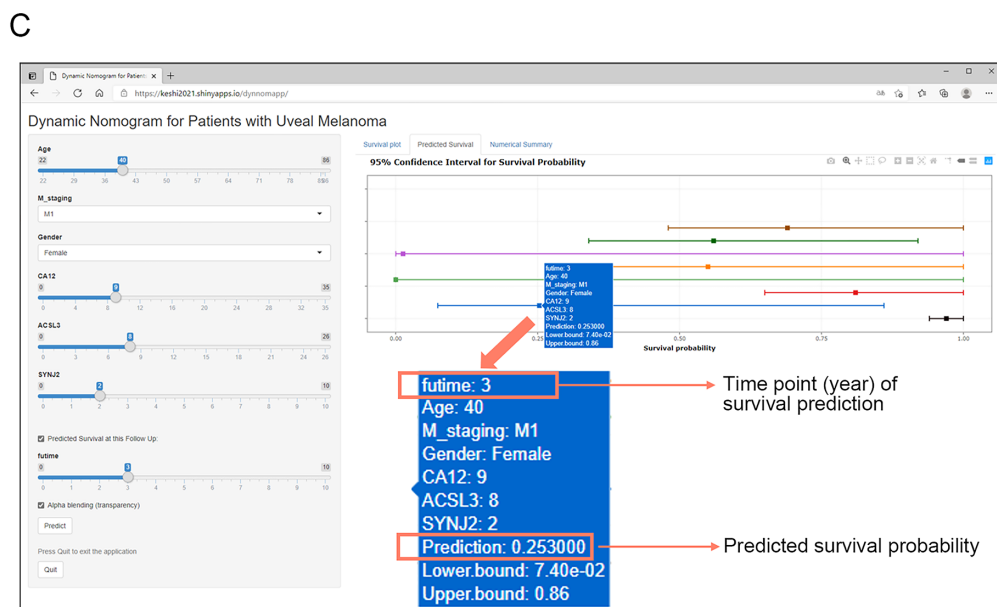 C
Dynamic Nomogram for Patients
https://keshi2021.shinyapps.io/dynnomapp/
Dynamic Nomogram for Patients with Uveal Melanoma
Age
22 40 86
22 29 36 43 50 57 64 71 78 86
M_staging
M1
Gender
Female
CA12
0 9 35
0 4 8 12 16 20 24 28 32 35
ACSL3
0 8 26
0 3 6 9 12 15 18 21 24 26
SYNJ2
0 2 10
0 1 2 3 4 5 6 7 8 9 10
Predicted Survival at this Follow Up:
futime
0 3 10
0 1 2 3 4 5 6 7 8 9 10
Alpha blending (transparency)
Predict
Press Quit to exit the application
Quit
Survival plot Predicted Survival Numerical Summary
95% Confidence Interval for Survival Probability
futime: 3
Age: 40
M_staging: M1
Gender: Female
CA12: 9
ACSL3: 8
SYNJ2: 2
Prediction: 0.253000
Lower.bound: 7.40e-02
Upper.bound: 0.86
0.00 0.25 0.50 0.75 1.00
Survival probability
futime: 3
Age: 40
M_staging: M1
Gender: Female
CA12: 9
ACSL3: 8
SYNJ2: 2
Prediction: 0.253000
Lower.bound: 7.40e-02
Upper.bound: 0.86
Time point (year) of
survival prediction
Predicted survival probability